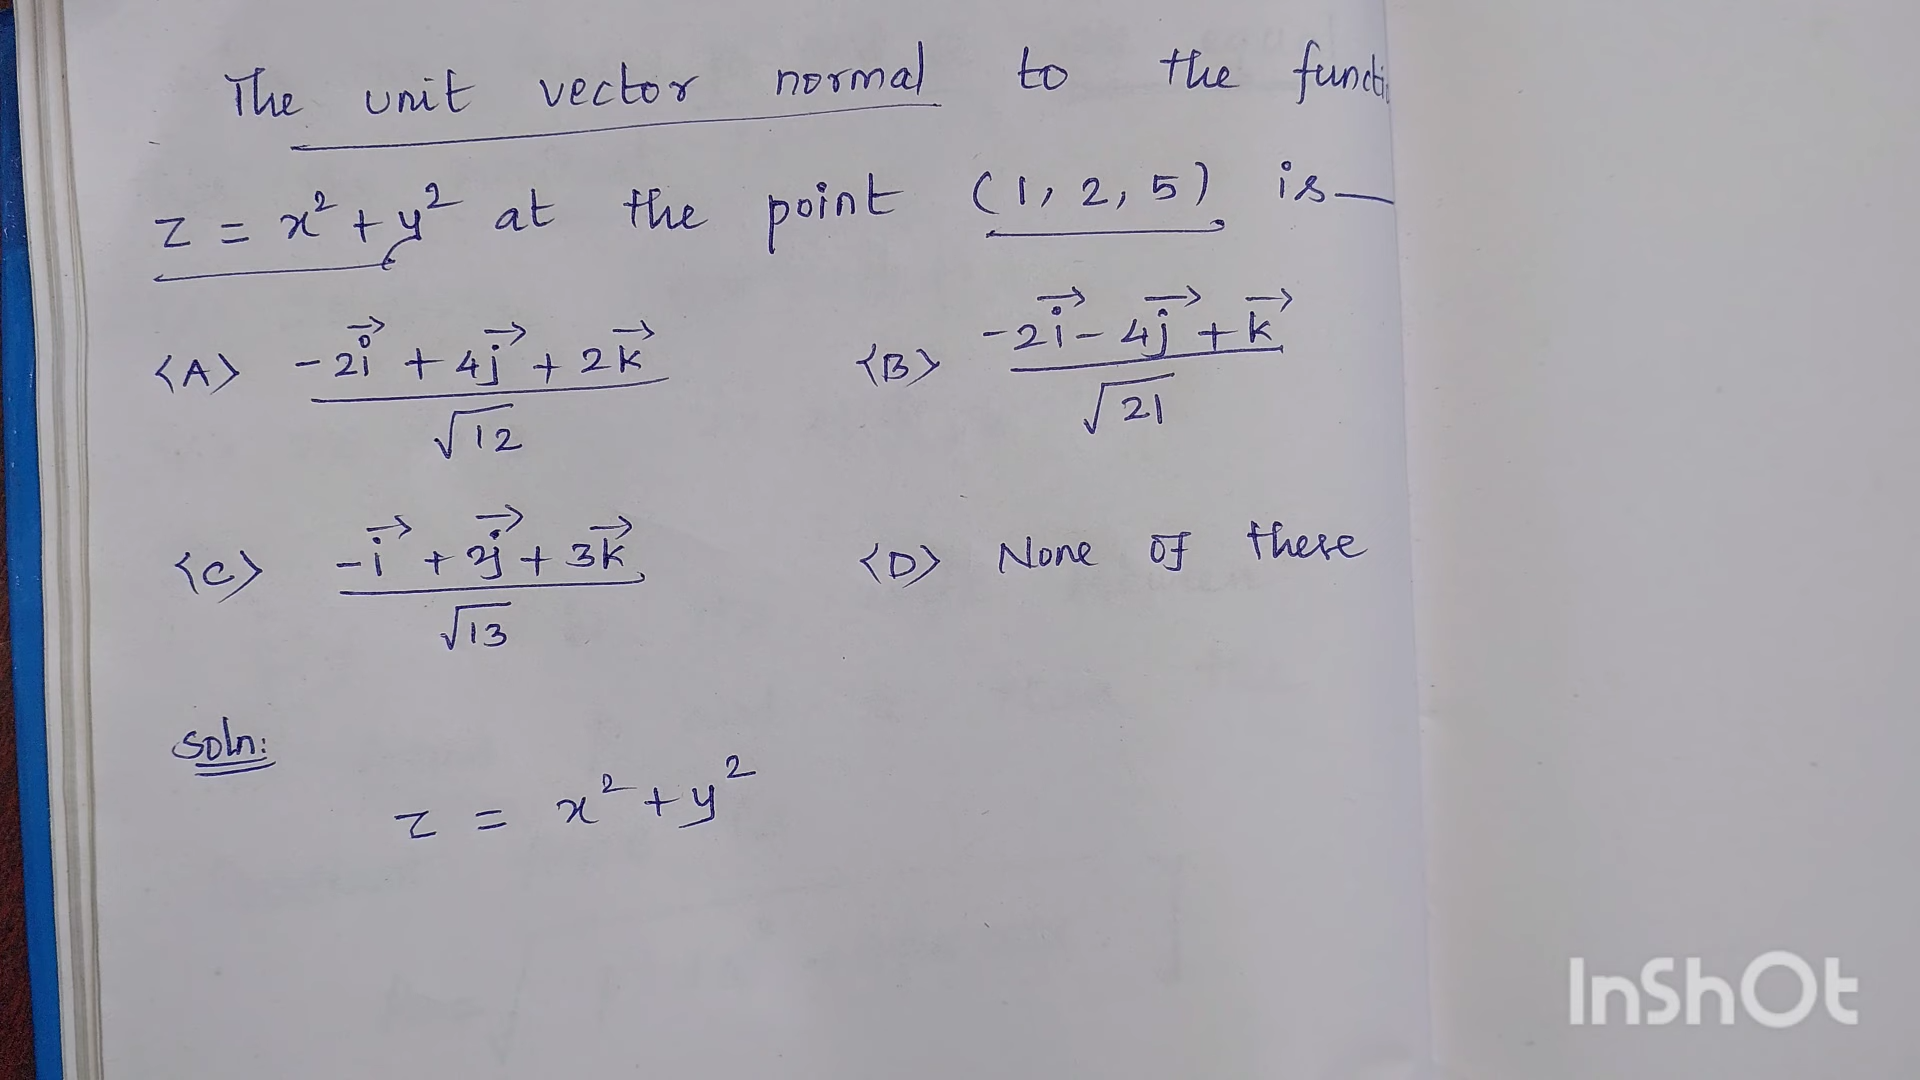 The unit vector normal to the functi
z = x² + y² at the point (1, 2, 5) is —
<A> (-2i⃗ + 4j⃗ + 2k⃗)/√12 <B> (-2i⃗ - 4j⃗ + k⃗)/√21
<C> (-i⃗ + 2j⃗ + 3k⃗)/√13 <D> None of these
Soln:
z = x² + y²
InShOt